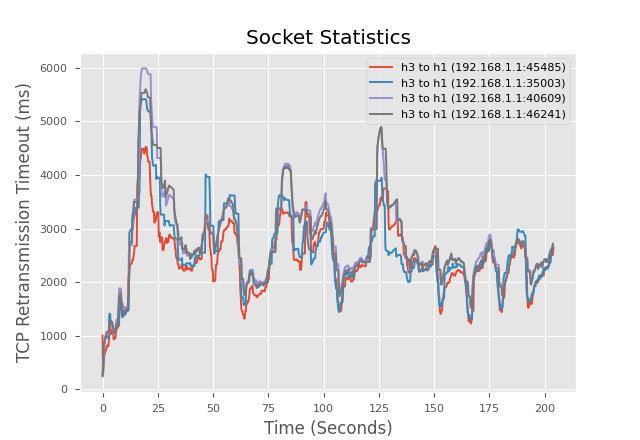 Socket Statistics
h3 to h1 (192.168.1.1:45485)
h3 to h1 (192.168.1.1:35003)
h3 to h1 (192.168.1.1:40609)
h3 to h1 (192.168.1.1:46241)
TCP Retransmission Timeout (ms)
6000
5000
4000
3000
2000
1000
0
0 25 50 75 100 125 150 175 200
Time (Seconds)